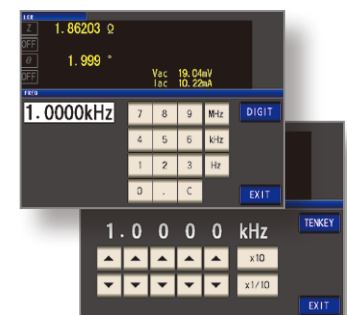 LCR
Z 1.86203 Ω
OFF
θ 1.999 °
OFF
Vac 19.04mV
Iac 10.22mA
FREQ
1.0000kHz 7 8 9 MHz DIGIT
4 5 6 kHz
1 2 3 Hz
0 . C EXIT
1.0000 kHz TENKEY
x10
x1/10
EXIT